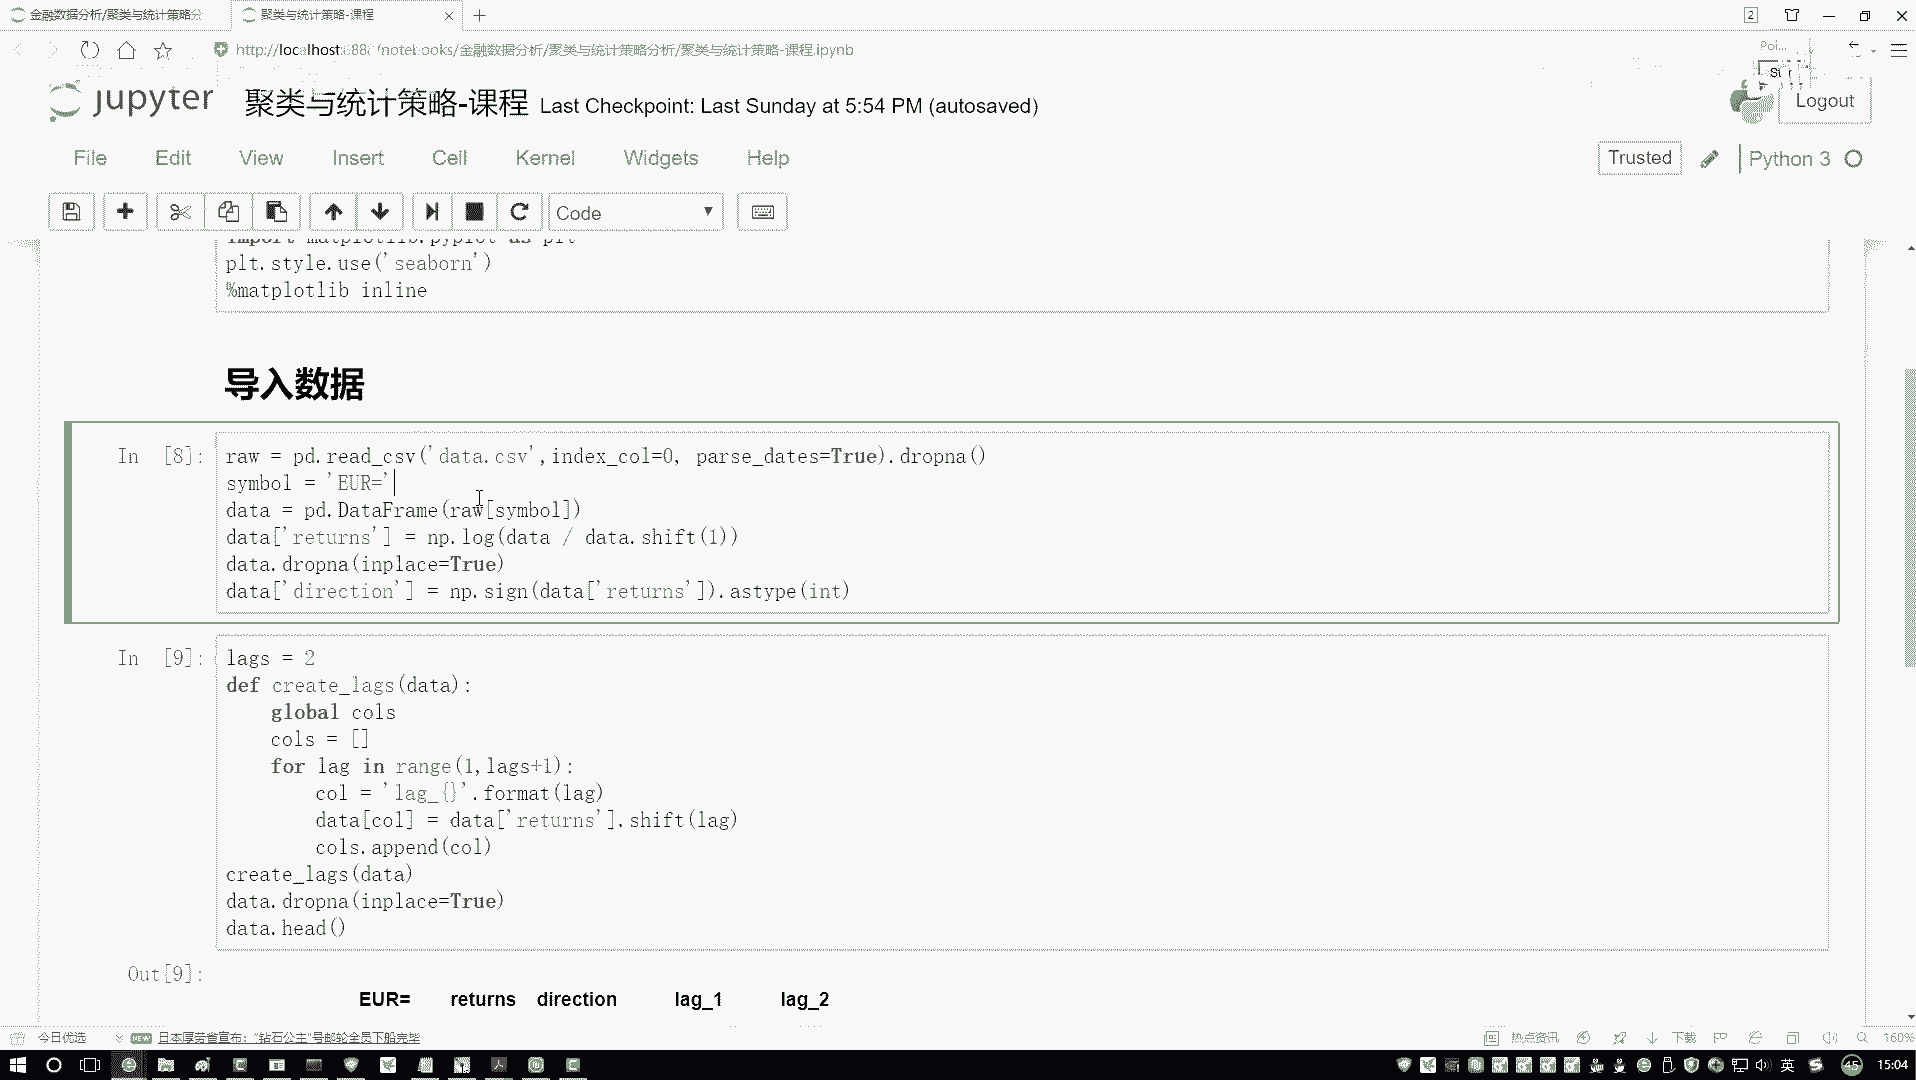 金融数据分析/聚类与统计策略分
聚类与统计策略-课程
2
http://localhost:888 /notebooks/金融数据分析/聚类与统计策略分析/聚类与统计策略-课程.ipynb
Poi...
jupyter 聚类与统计策略-课程 Last Checkpoint: Last Sunday at 5:54 PM (autosaved)
Logout
File Edit View Insert Cell Kernel Widgets Help
Trusted
Python 3
Code
import matplotlib.pyplot as plt
plt.style.use('seaborn')
%matplotlib inline
导入数据
In [8]:
raw = pd.read_csv('data.csv',index_col=0, parse_dates=True).dropna()
symbol = 'EUR='
data = pd.DataFrame(raw[symbol])
data['returns'] = np.log(data / data.shift(1))
data.dropna(inplace=True)
data['direction'] = np.sign(data['returns']).astype(int)
In [9]:
lags = 2
def create_lags(data):
    global cols
    cols = []
    for lag in range(1,lags+1):
        col = 'lag_{}'.format(lag)
        data[col] = data['returns'].shift(lag)
        cols.append(col)
create_lags(data)
data.dropna(inplace=True)
data.head()
Out[9]:
EUR= returns direction lag_1 lag_2
今日优选
NEW 日本厚劳省宣布:"钻石公主"号邮轮全员下船完毕
热点资讯
下载
160%
英
45
15:04